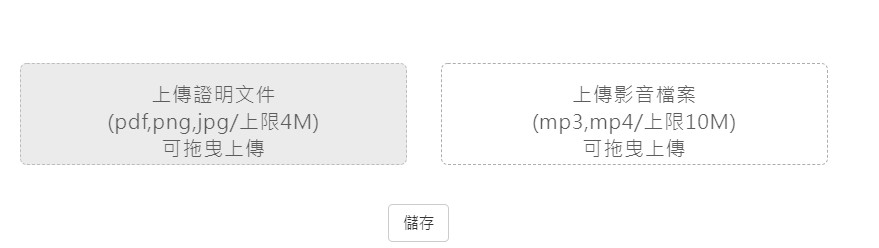 上傳證明文件
(pdf,png,jpg/上限4M)
可拖曳上傳
上傳影音檔案
(mp3,mp4/上限10M)
可拖曳上傳
儲存